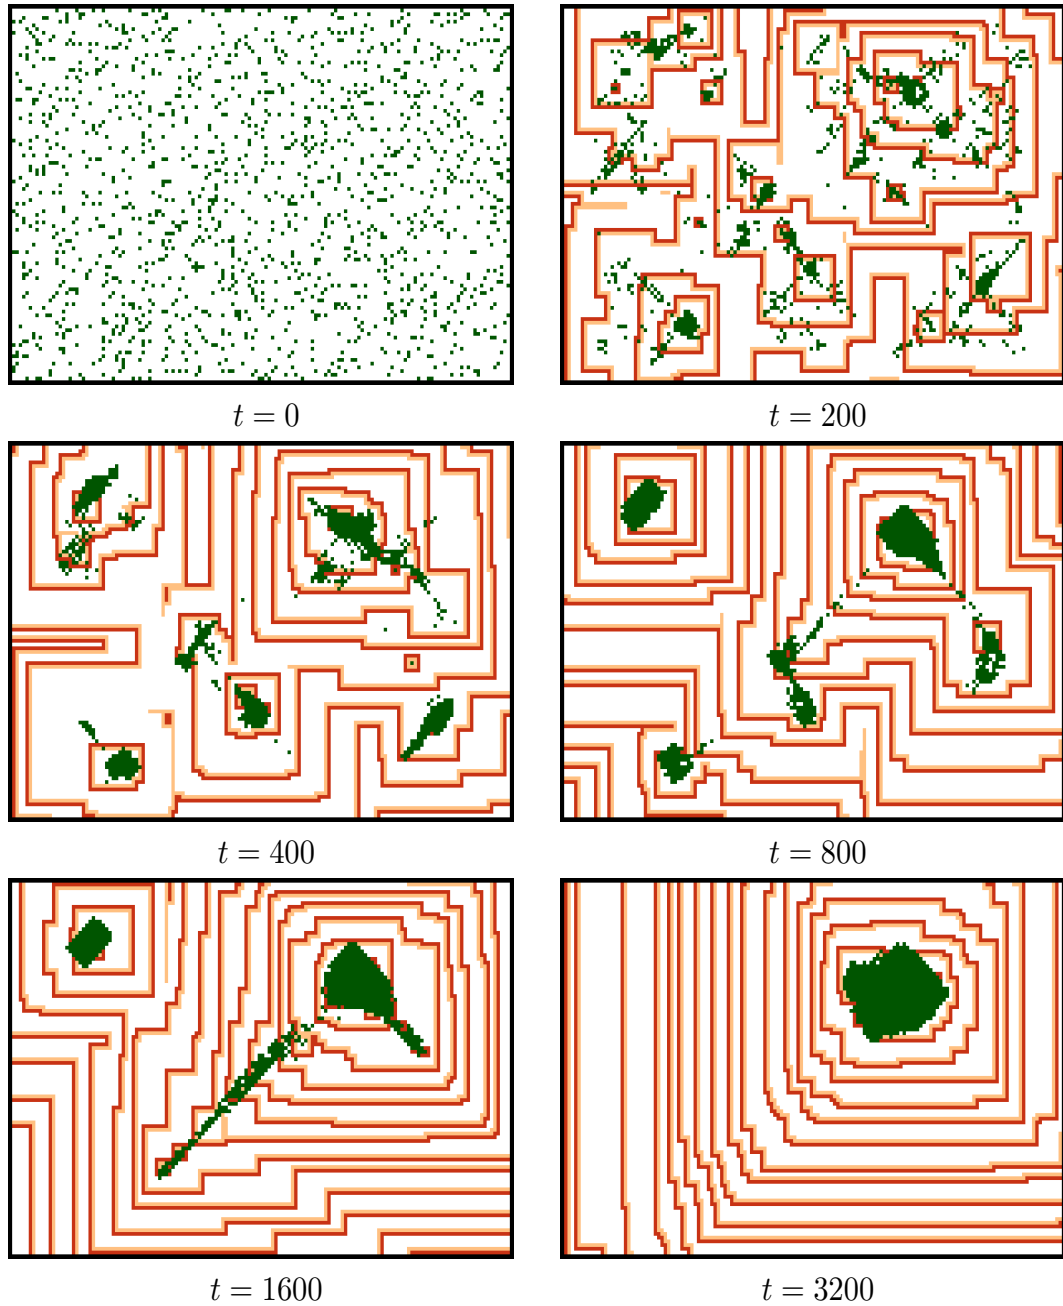 t = 0
t = 200
t = 400
t = 800
t = 1600
t = 3200